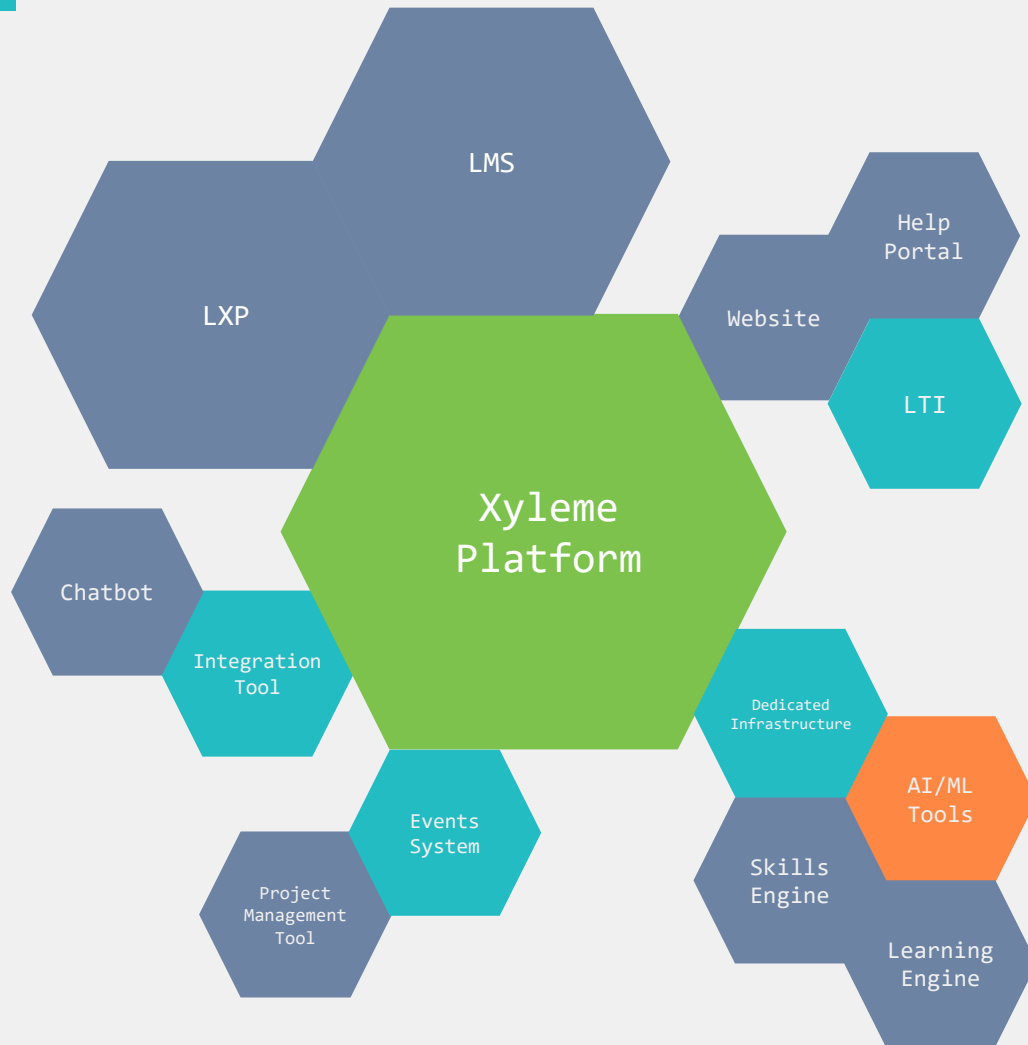 LMS
Help
Portal
LXP
Website
LTI
Xyleme
Platform
Chatbot
Integration
Tool
Dedicated
Infrastructure
AI/ML
Tools
Events
System
Skills
Engine
Project
Management
Tool
Learning
Engine